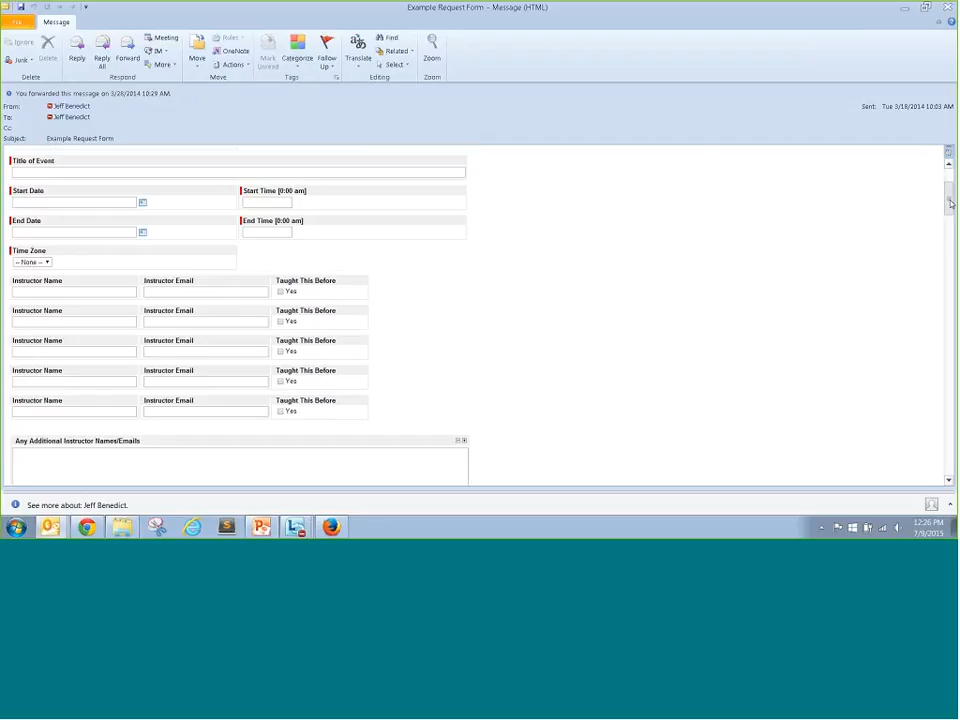 Example Request Form - Message (HTML)
File Message
Ignore Meeting Rules Find
Junk Delete Reply Reply All Forward IM More Move OneNote Actions Mark Unread Categorize Follow Up Translate Related Select Zoom
Delete Respond Move Tags Editing Zoom
You forwarded this message on 3/28/2014 10:29 AM.
From: Jeff Benedict Sent: Tue 3/18/2014 10:03 AM
To: Jeff Benedict
Cc:
Subject: Example Request Form
Title of Event
Start Date Start Time [0:00 am]
End Date End Time [0:00 am]
Time Zone
-- None --
Instructor Name Instructor Email Taught This Before
Yes
Instructor Name Instructor Email Taught This Before
Yes
Instructor Name Instructor Email Taught This Before
Yes
Instructor Name Instructor Email Taught This Before
Yes
Instructor Name Instructor Email Taught This Before
Yes
Any Additional Instructor Names/Emails
See more about: Jeff Benedict.
12:26 PM
7/9/2015